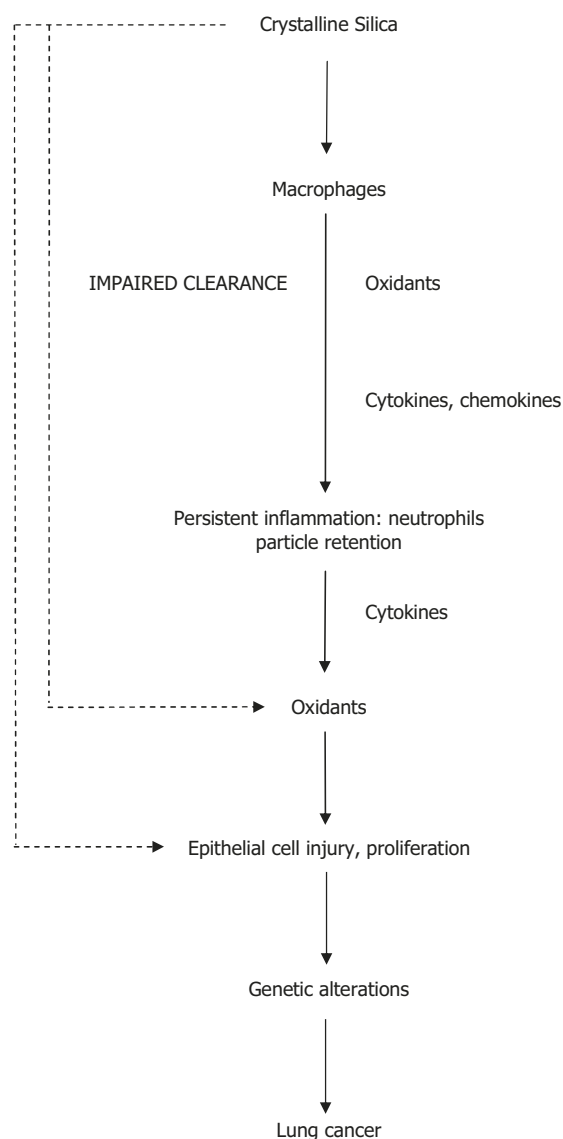 Crystalline Silica
Macrophages
IMPAIRED CLEARANCE
Oxidants
Cytokines, chemokines
Persistent inflammation: neutrophils
particle retention
Cytokines
Oxidants
Epithelial cell injury, proliferation
Genetic alterations
Lung cancer